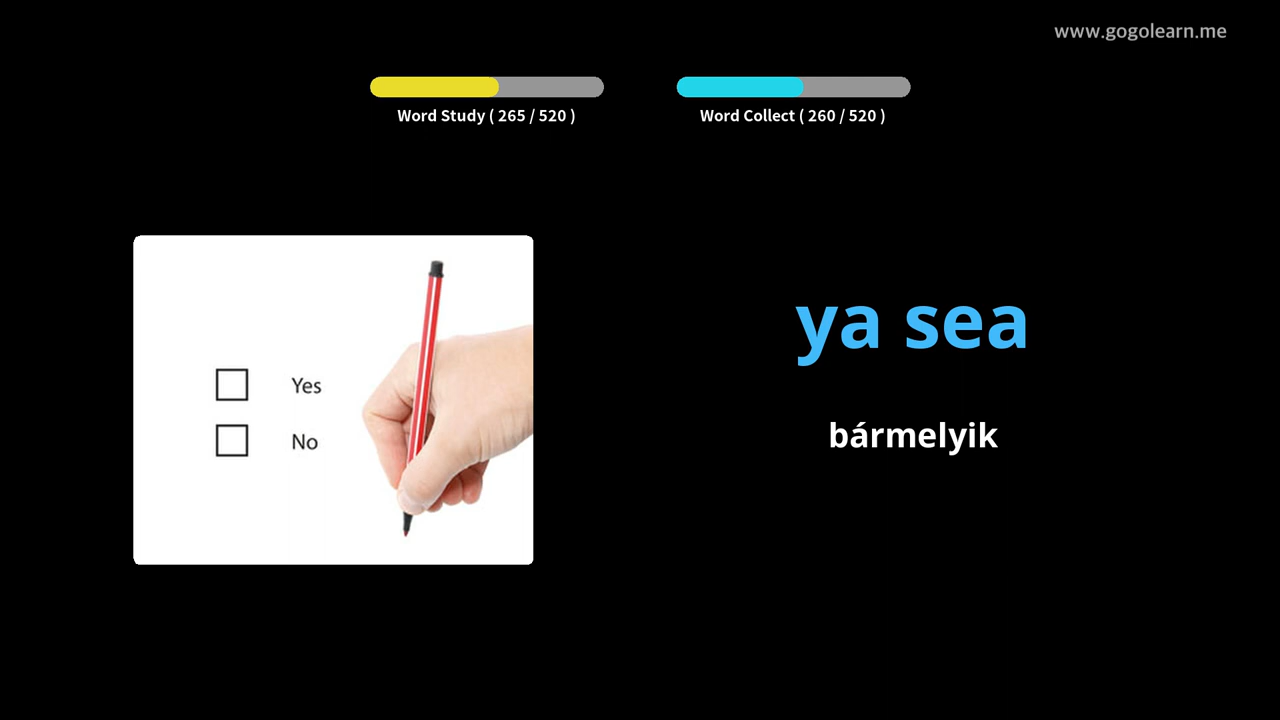 www.gogolearn.me
Word Study ( 265 / 520 )
Word Collect ( 260 / 520 )
Yes
No
ya sea
bármelyik